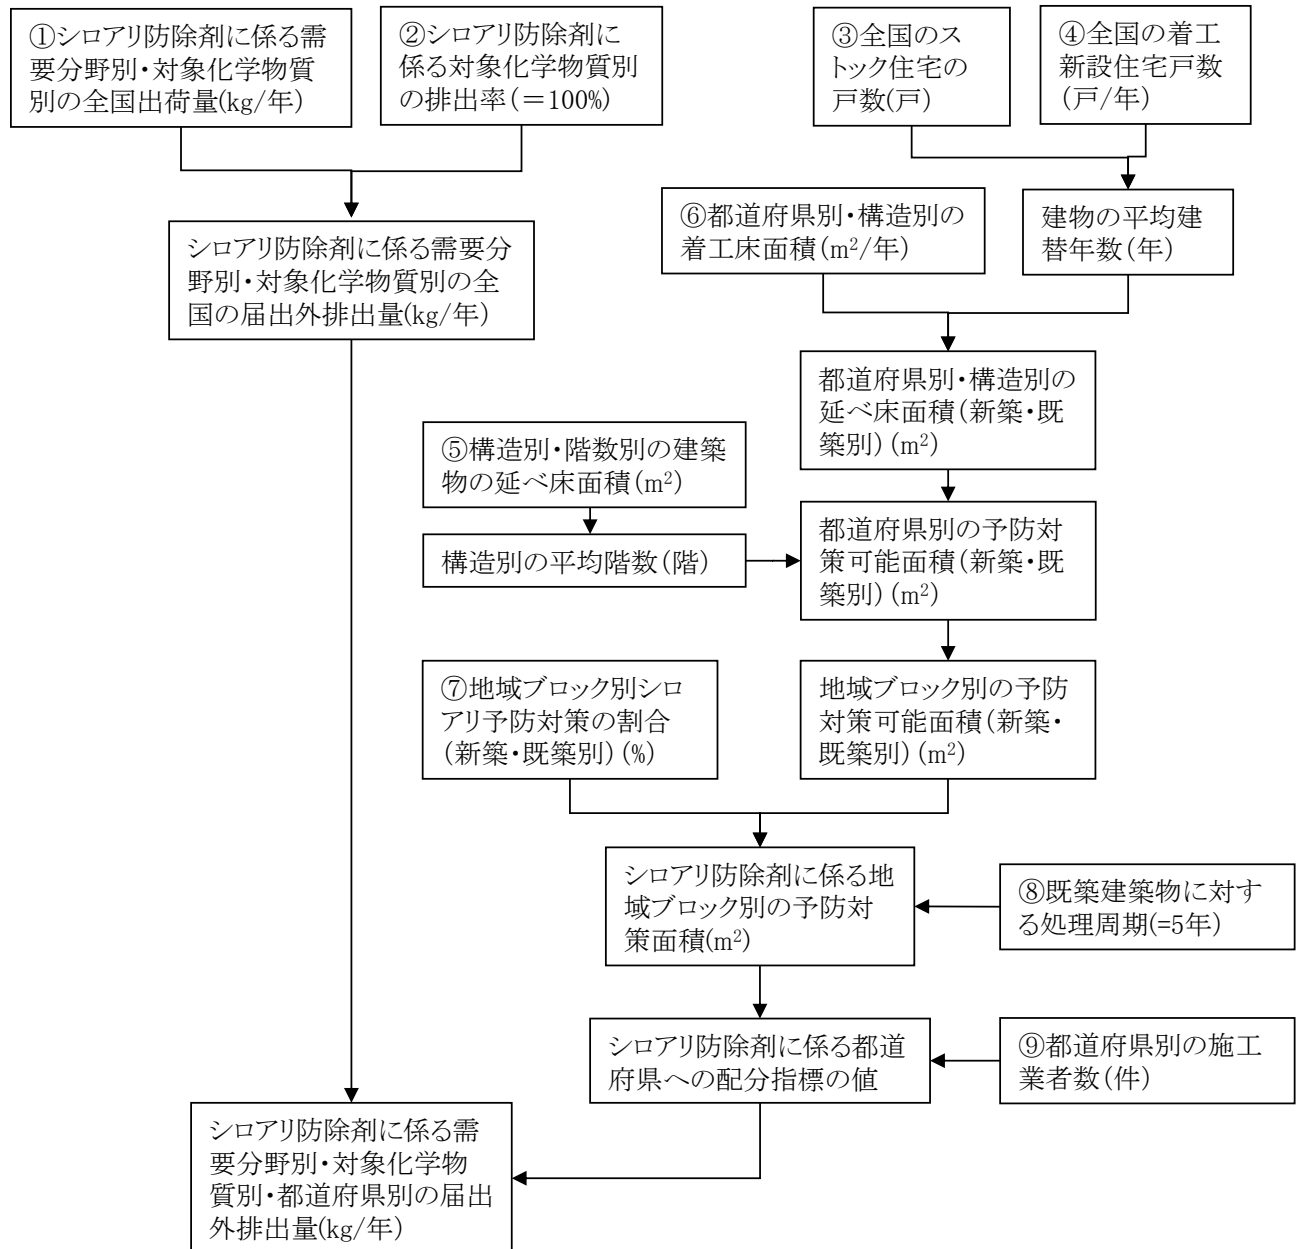 ①シロアリ防除剤に係る需
要分野別・対象化学物質
別の全国出荷量(kg/年)
②シロアリ防除剤に
係る対象化学物質別
の排出率(＝100%)
③全国のス
トック住宅の
戸数(戸)
④全国の着工
新設住宅戸数
(戸/年)
⑥都道府県別・構造別の
着工床面積(m²/年)
建物の平均建
替年数(年)
シロアリ防除剤に係る需要分
野別・対象化学物質別の全
国の届出外排出量(kg/年)
都道府県別・構造別の
延べ床面積(新築・既
築別)(m²)
⑤構造別・階数別の建築
物の延べ床面積(m²)
構造別の平均階数(階)
都道府県別の予防対
策可能面積(新築・既
築別)(m²)
⑦地域ブロック別シロ
アリ予防対策の割合
(新築・既築別)(%)
地域ブロック別の予防
対策可能面積(新築・
既築別)(m²)
シロアリ防除剤に係る地
域ブロック別の予防対
策面積(m²)
⑧既築建築物に対す
る処理周期(=5年)
シロアリ防除剤に係る都道
府県への配分指標の値
⑨都道府県別の施工
業者数(件)
シロアリ防除剤に係る需
要分野別・対象化学物
質別・都道府県別の届出
外排出量(kg/年)